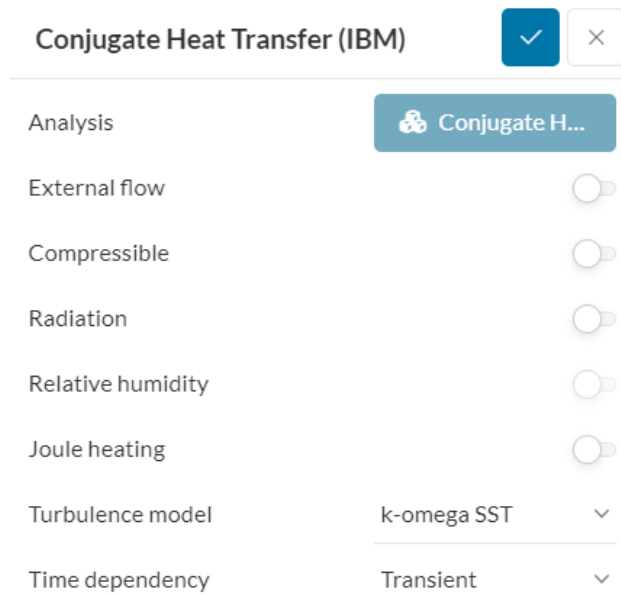 Conjugate Heat Transfer (IBM)
Analysis Conjugate H...
External flow
Compressible
Radiation
Relative humidity
Joule heating
Turbulence model k-omega SST
Time dependency Transient